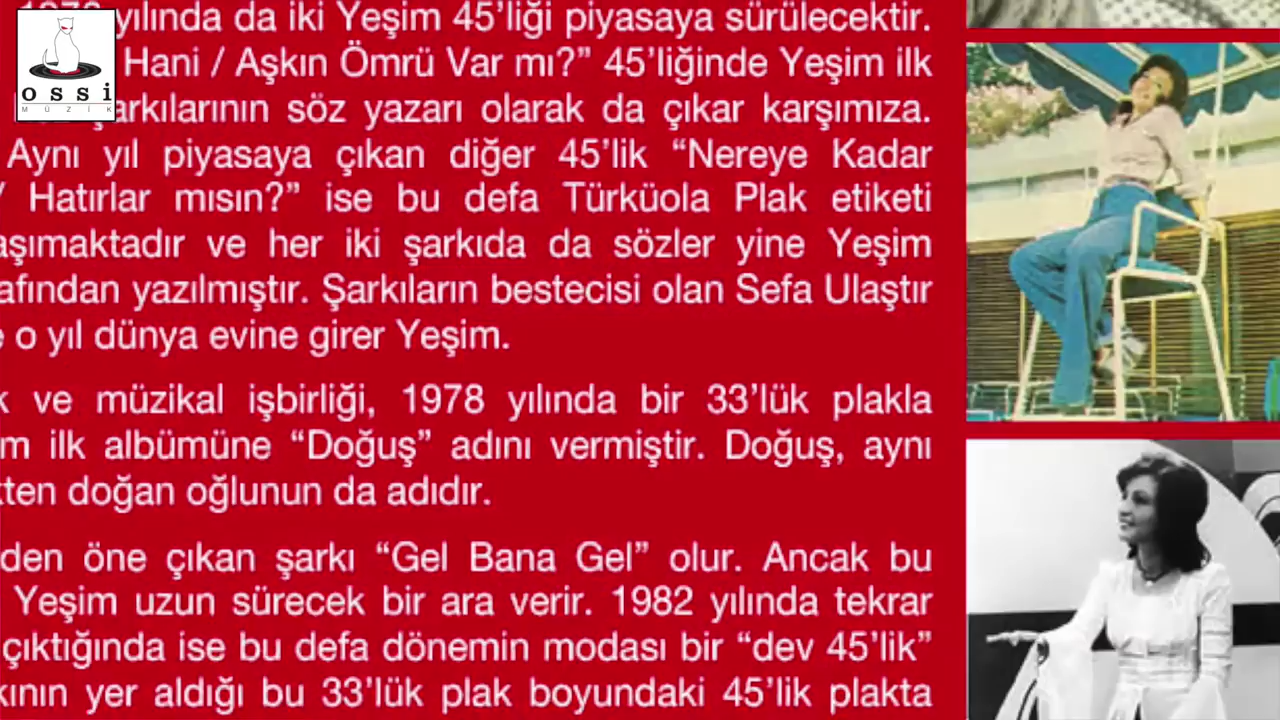 yılında da iki Yeşim 45’liği piyasaya sürülecektir.
Hani / Aşkın Ömrü Var mı?” 45’liğinde Yeşim ilk
şarkılarının söz yazarı olarak da çıkar karşımıza.
Aynı yıl piyasaya çıkan diğer 45’lik “Nereye Kadar
/ Hatırlar mısın?” ise bu defa Türküola Plak etiketi
aşımaktadır ve her iki şarkıda da sözler yine Yeşim
afından yazılmıştır. Şarkıların bestecisi olan Sefa Ulaştır
e o yıl dünya evine girer Yeşim.
k ve müzikal işbirliği, 1978 yılında bir 33’lük plakla
m ilk albümüne “Doğuş” adını vermiştir. Doğuş, aynı
kten doğan oğlunun da adıdır.
den öne çıkan şarkı “Gel Bana Gel” olur. Ancak bu
Yeşim uzun sürecek bir ara verir. 1982 yılında tekrar
çıktığında ise bu defa dönemin modası bir “dev 45’lik”
kının yer aldığı bu 33’lük plak boyundaki 45’lik plakta
ossi
MÜZİK